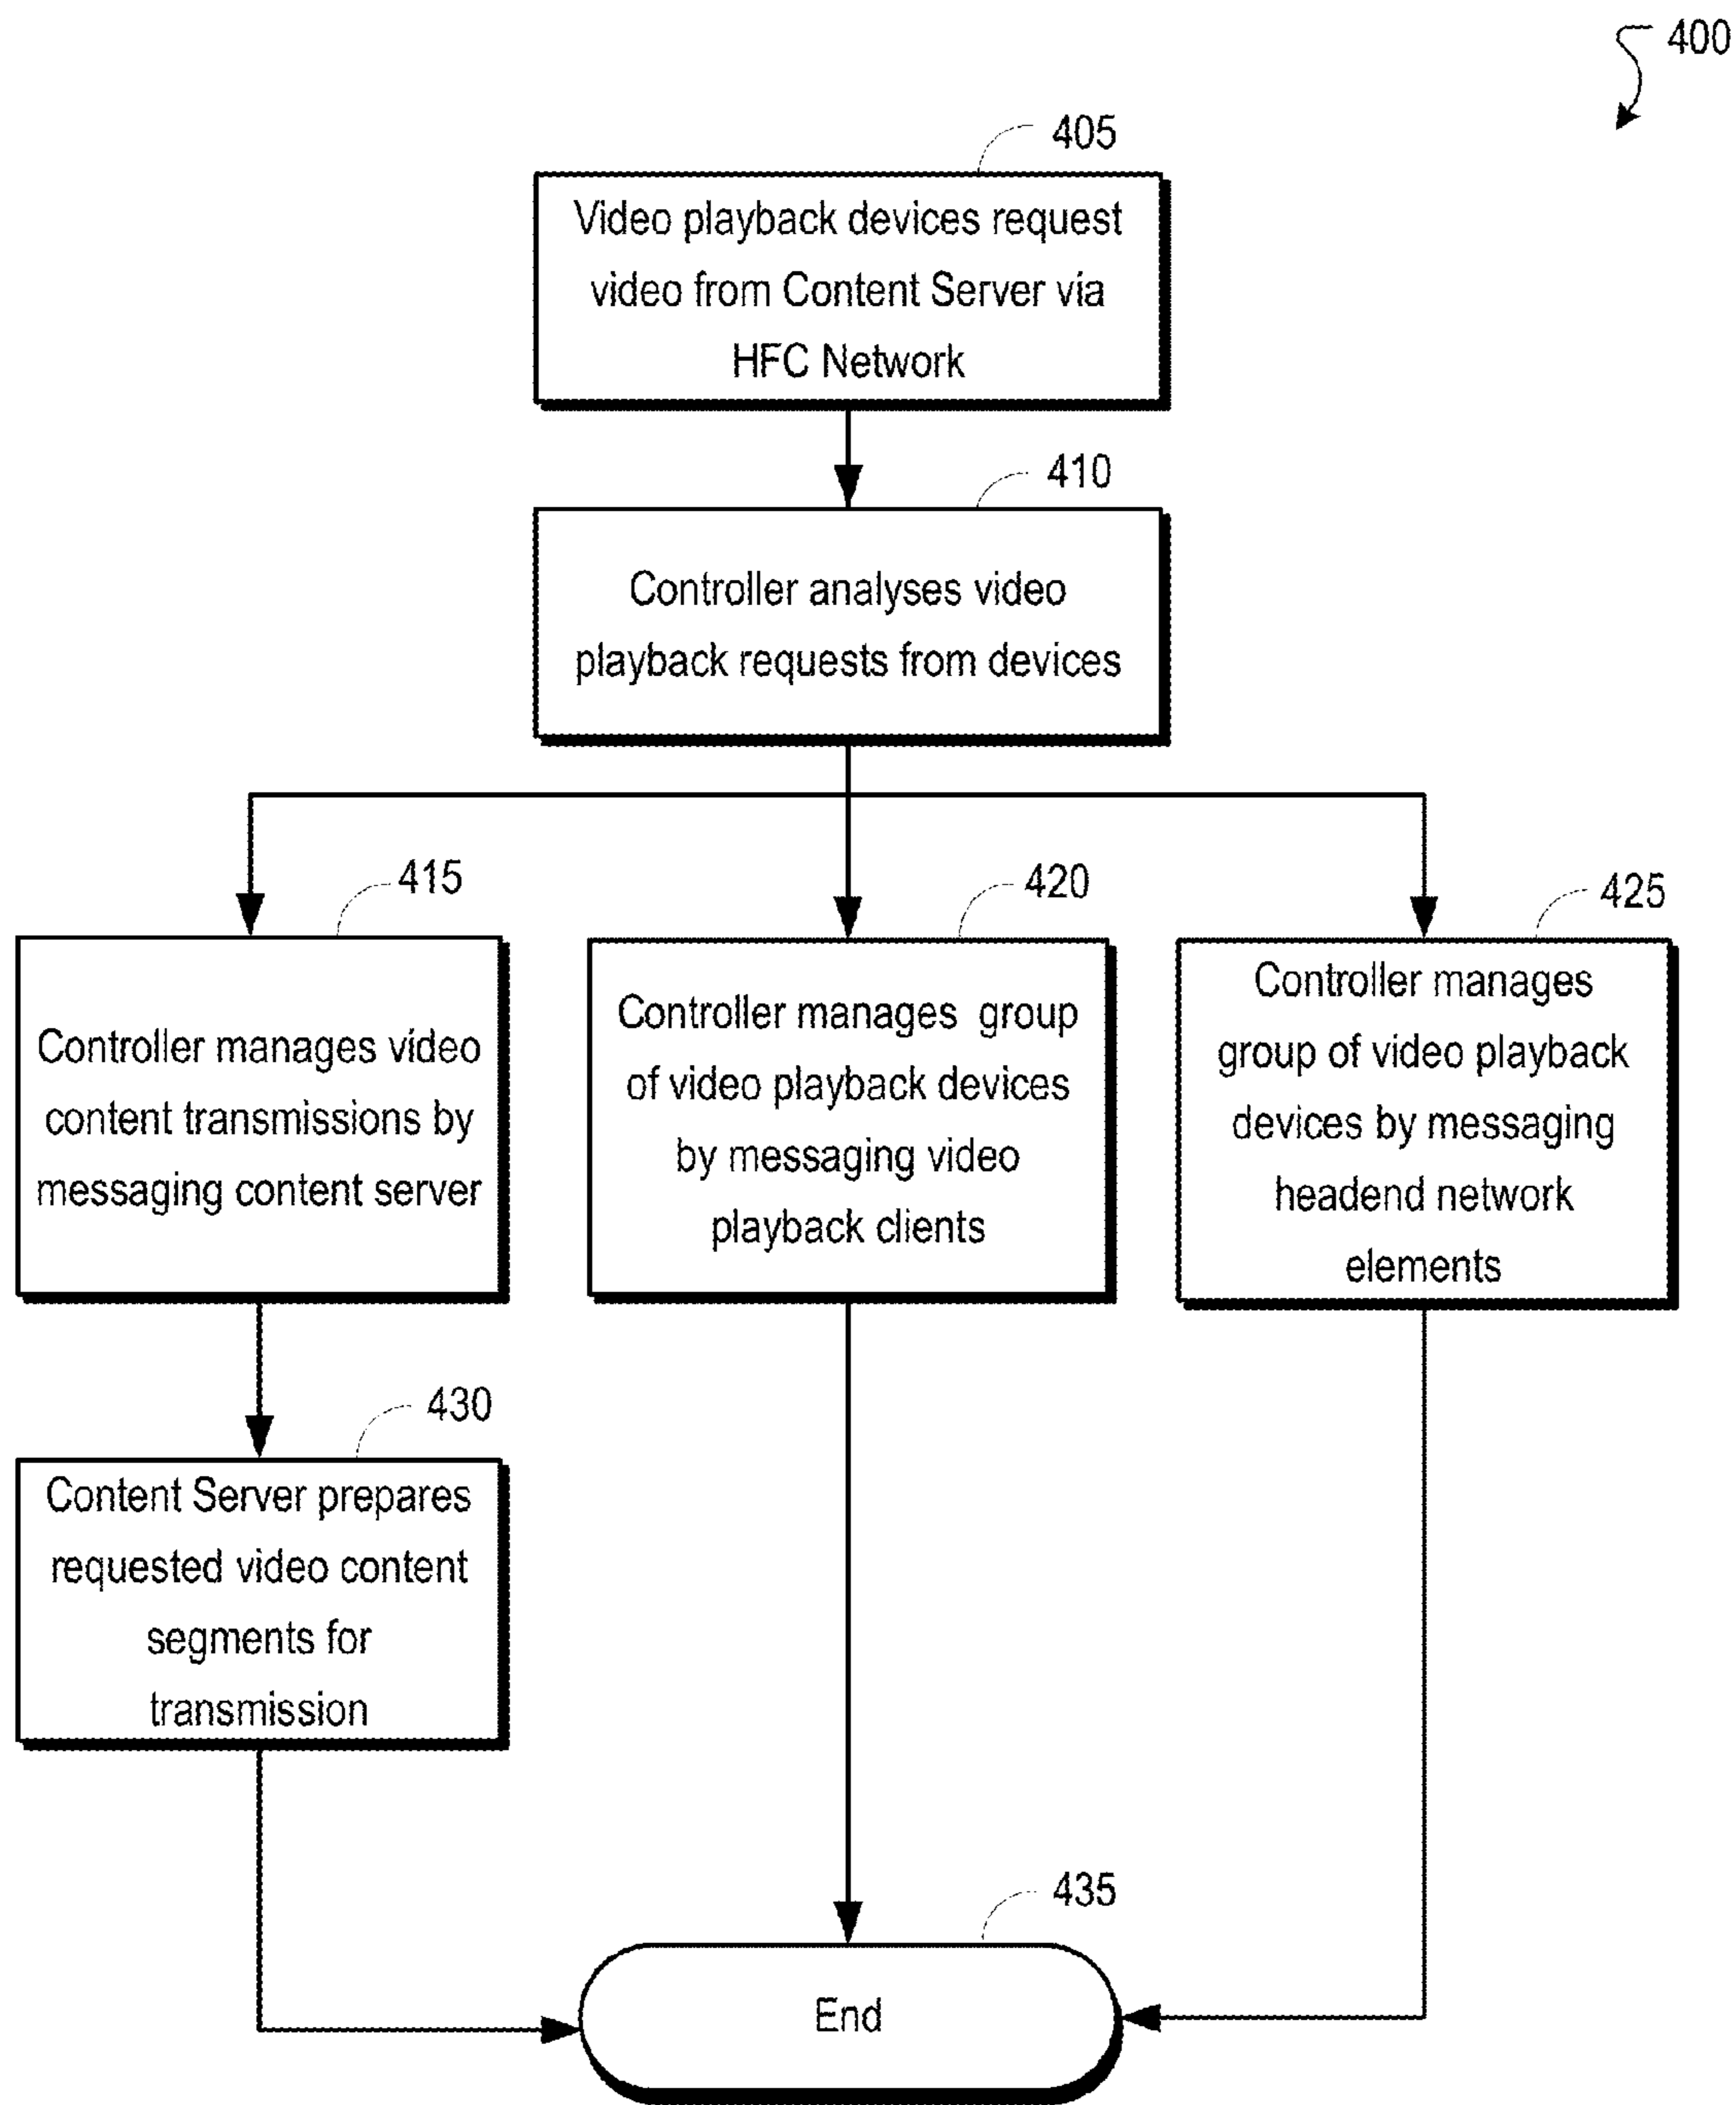 400
405
Video playback devices request
video from Content Server via
HFC Network
410
Controller analyses video
playback requests from devices
415
Controller manages video
content transmissions by
messaging content server
420
Controller manages group
of video playback devices
by messaging video
playback clients
425
Controller manages
group of video playback
devices by messaging
headend network
elements
430
Content Server prepares
requested video content
segments for
transmission
435
End